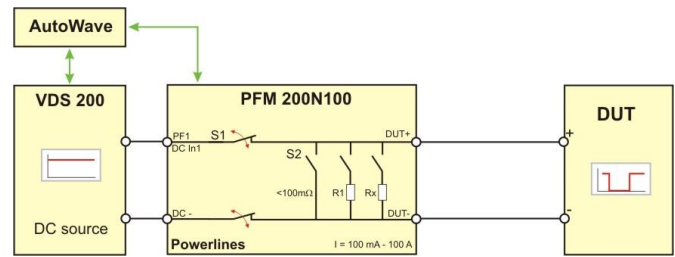 AutoWave
VDS 200
PFM 200N100
DUT
PF1
S1
DUT+
+
DC In1
S2
<100mΩ
R1
Rx
DC -
DUT-
-
DC source
Powerlines
I = 100 mA - 100 A